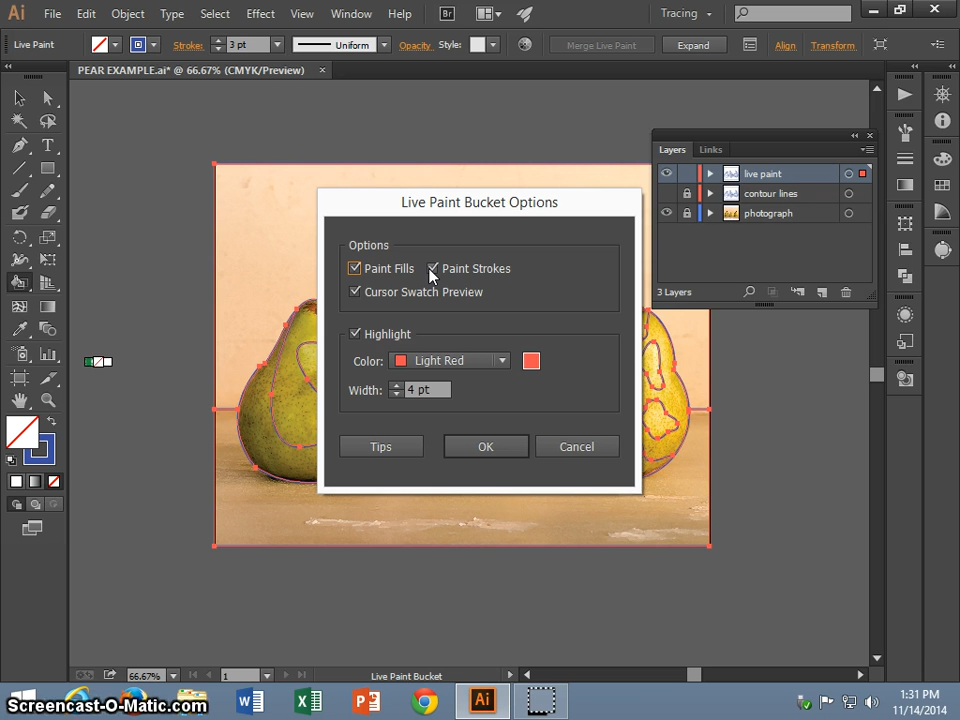 Ai File Edit Object Type Select Effect View Window Help Br Tracing
Live Paint Stroke: 3 pt Uniform Opacity Style: Merge Live Paint Expand Align Transform
PEAR EXAMPLE.ai* @ 66.67% (CMYK/Preview)
Layers Links
live paint
contour lines
photograph
3 Layers
Live Paint Bucket Options
Options
Paint Fills Paint Strokes
Cursor Swatch Preview
Highlight
Color: Light Red
Width: 4 pt
Tips OK Cancel
66.67% 1 Live Paint Bucket
Ai
1:31 PM
11/14/2014
Screencast-O-Matic.com